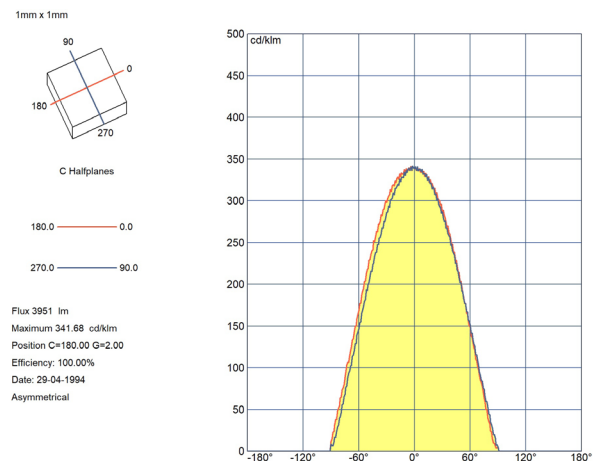 1mm x 1mm
90
0
180
270
C Halfplanes
180.0 0.0
270.0 90.0
Flux 3951 lm
Maximum 341.68 cd/klm
Position C=180.00 G=2.00
Efficiency: 100.00%
Date: 29-04-1994
Asymmetrical
500
cd/klm
450
400
350
300
250
200
150
100
50
0
-180° -120° -60° 0° 60° 120° 180°